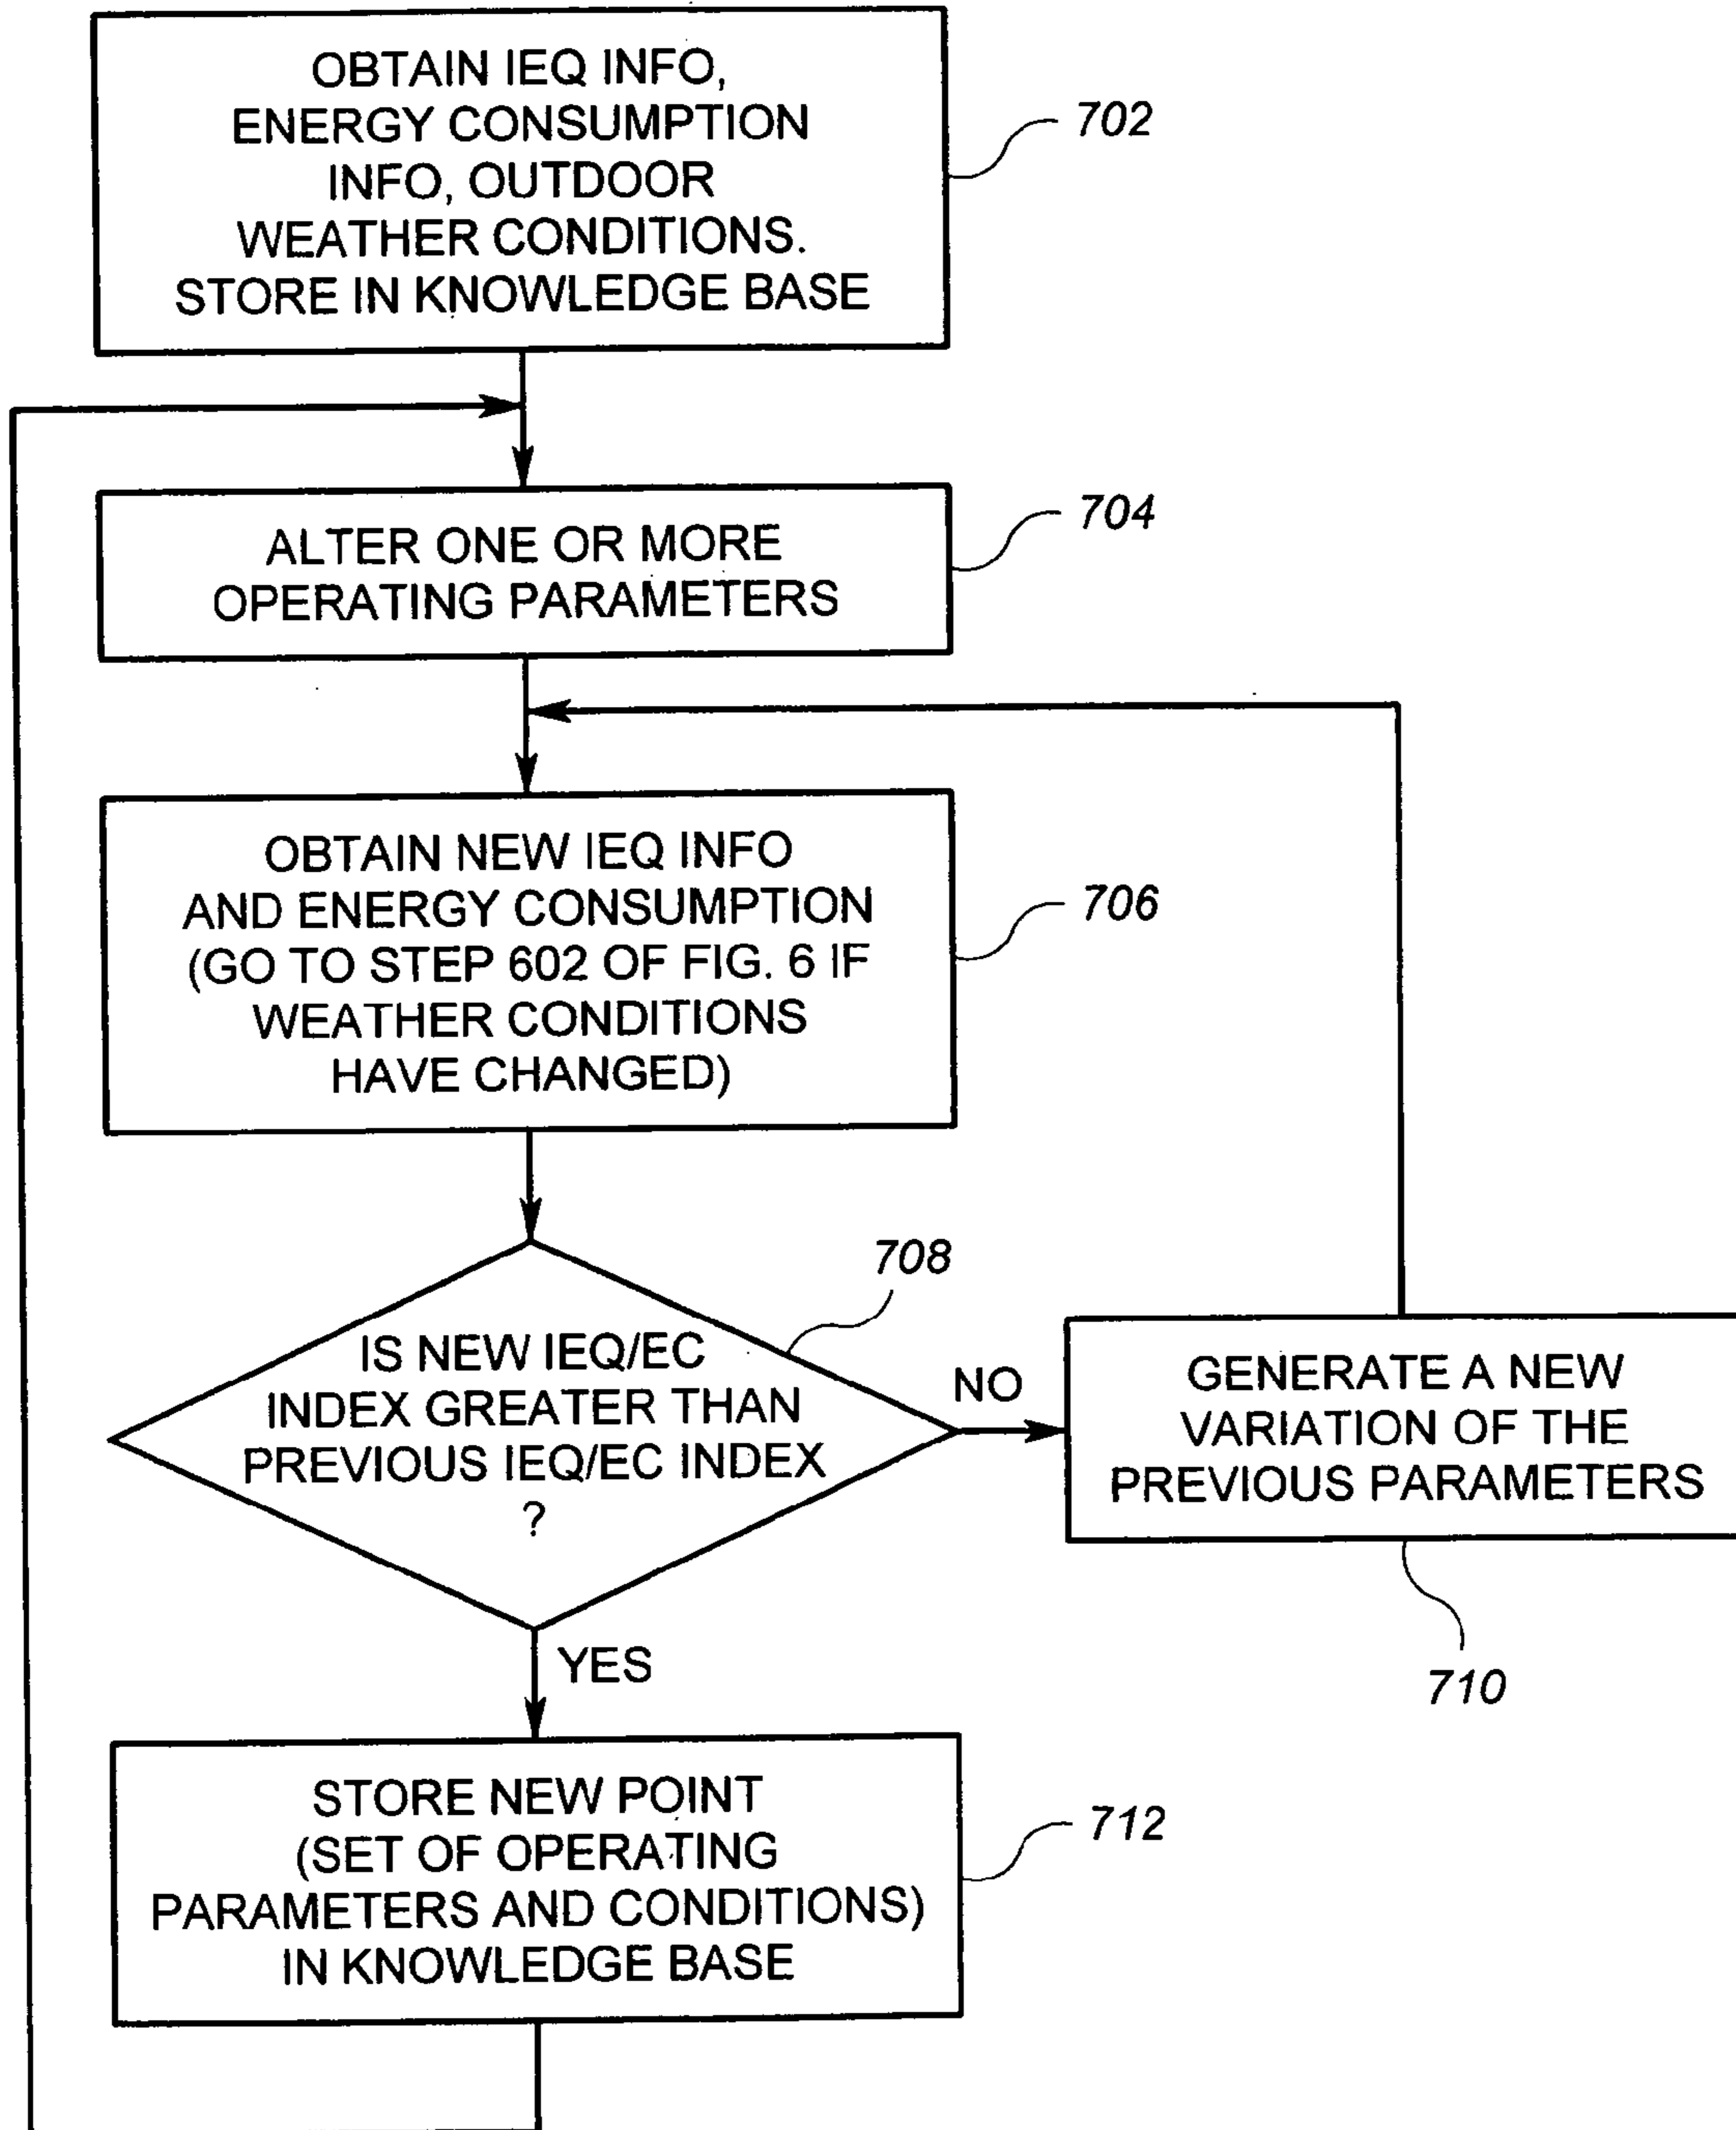 OBTAIN IEQ INFO,
ENERGY CONSUMPTION
INFO, OUTDOOR
WEATHER CONDITIONS.
STORE IN KNOWLEDGE BASE
702
ALTER ONE OR MORE
OPERATING PARAMETERS
704
OBTAIN NEW IEQ INFO
AND ENERGY CONSUMPTION
(GO TO STEP 602 OF FIG. 6 IF
WEATHER CONDITIONS
HAVE CHANGED)
706
708
IS NEW IEQ/EC
INDEX GREATER THAN
PREVIOUS IEQ/EC INDEX
?
NO
GENERATE A NEW
VARIATION OF THE
PREVIOUS PARAMETERS
710
YES
STORE NEW POINT
(SET OF OPERATING
PARAMETERS AND CONDITIONS)
IN KNOWLEDGE BASE
712